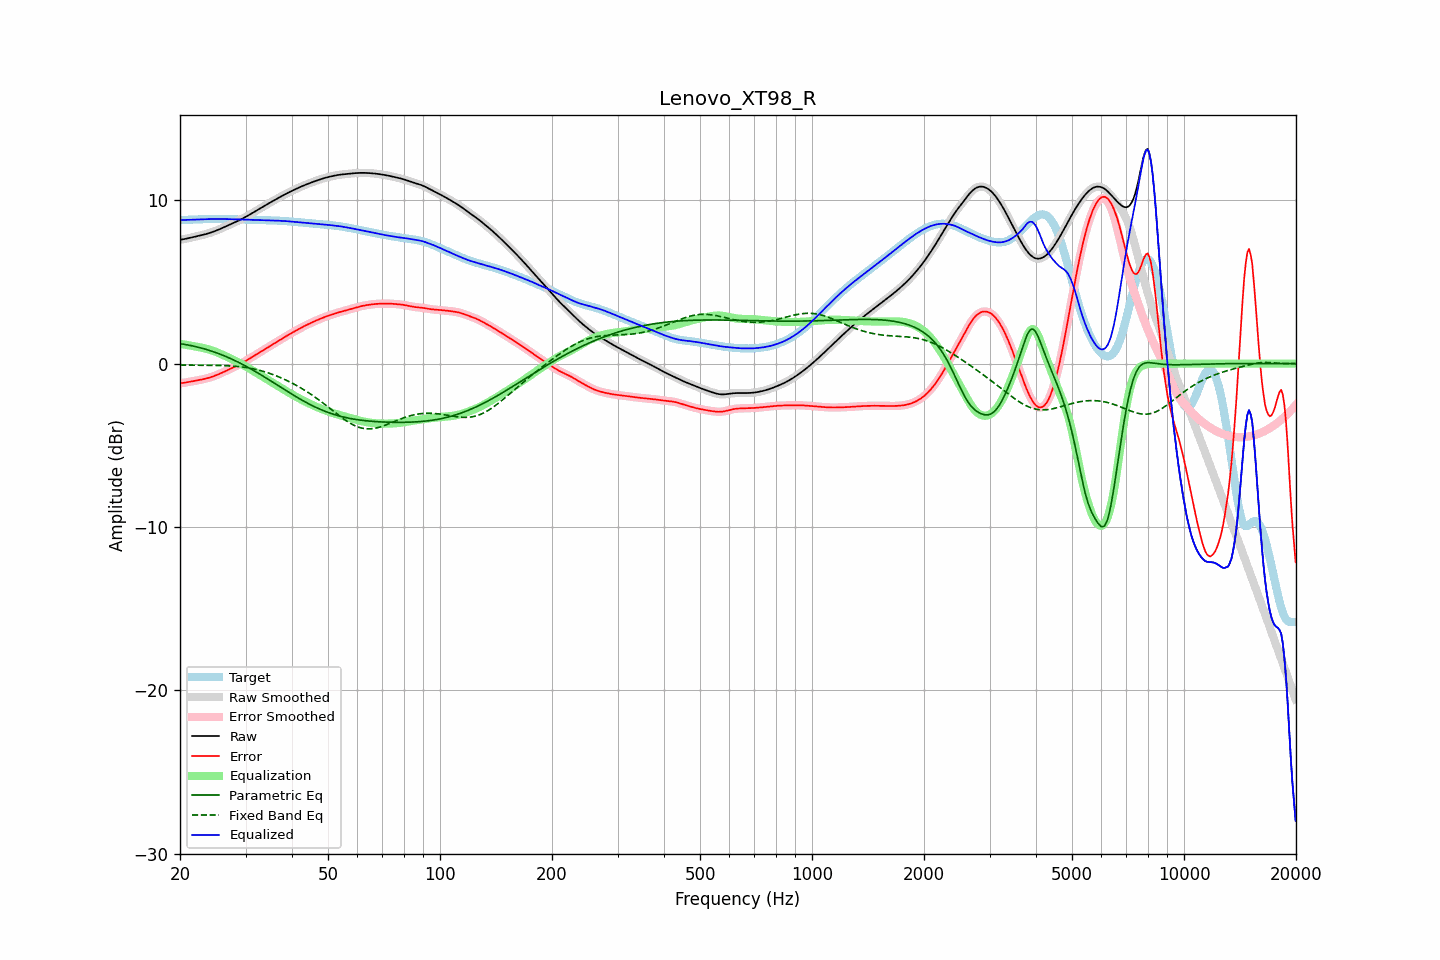 Lenovo_XT98_R
Amplitude (dBr)
10
0
−10
−20
−30
Target
Raw Smoothed
Error Smoothed
Raw
Error
Equalization
Parametric Eq
Fixed Band Eq
Equalized
20 50 100 200 500 1000 2000 5000 10000 20000
Frequency (Hz)